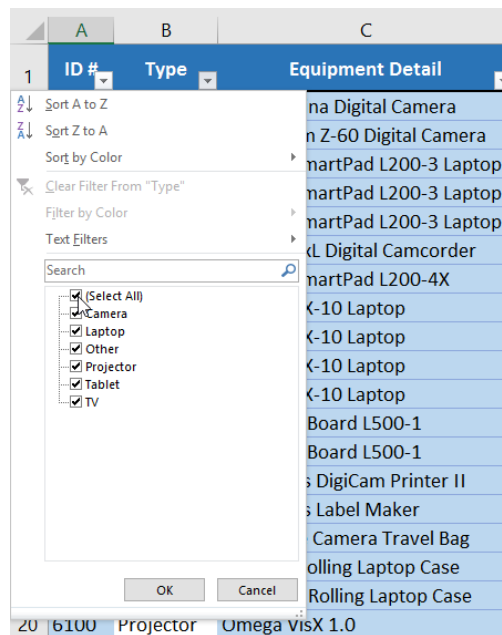 A B C
1 ID # Type Equipment Detail
Sort A to Z
Sort Z to A
Sort by Color
Clear Filter From "Type"
Filter by Color
Text Filters
Search
(Select All)
Camera
Laptop
Other
Projector
Tablet
TV
OK Cancel
na Digital Camera
Z-60 Digital Camera
martPad L200-3 Laptop
martPad L200-3 Laptop
martPad L200-3 Laptop
xL Digital Camcorder
martPad L200-4X
X-10 Laptop
X-10 Laptop
X-10 Laptop
X-10 Laptop
Board L500-1
Board L500-1
s DigiCam Printer II
s Label Maker
Camera Travel Bag
olling Laptop Case
Rolling Laptop Case
20 6100 Projector Omega VisX 1.0